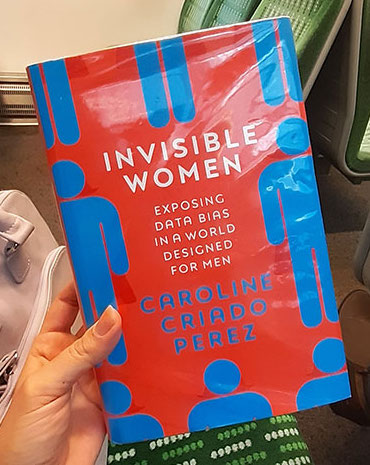 INVISIBLE
WOMEN
EXPOSING
DATA BIAS
IN A WORLD
DESIGNED
FOR MEN
CAROLINE
CRIADO
PEREZ